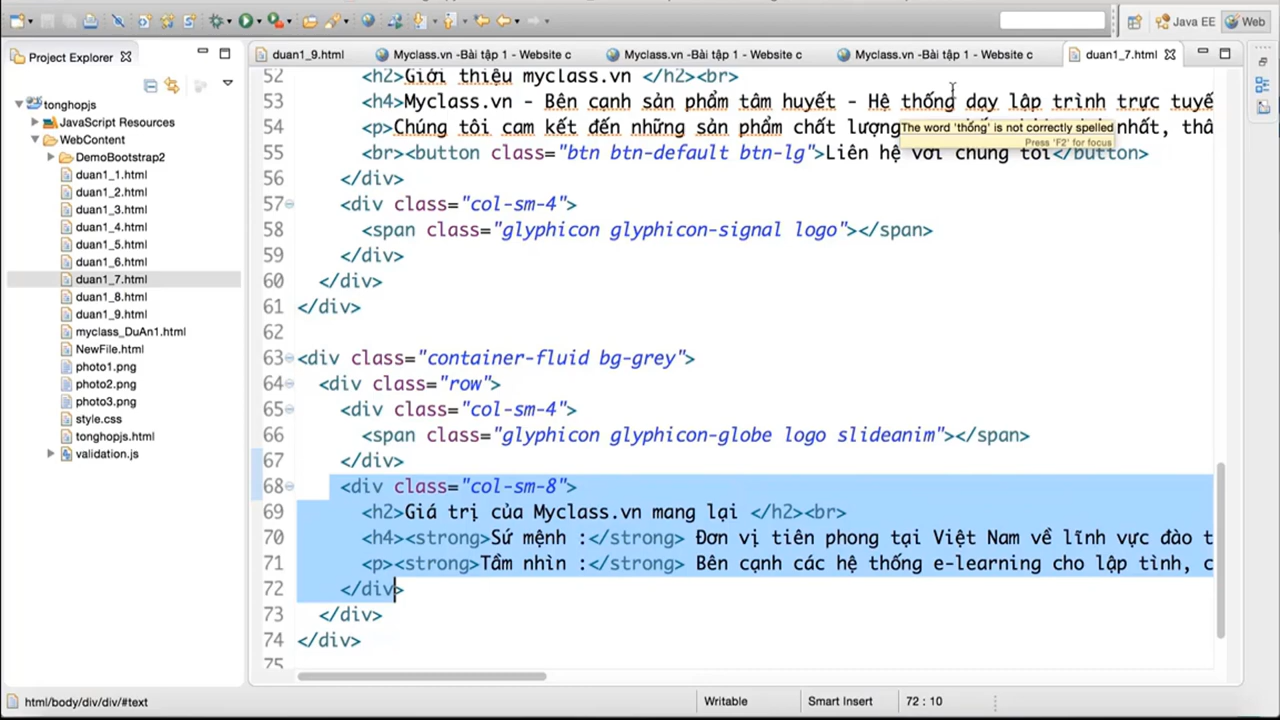 Java EE
Web
Project Explorer
duan1_9.html
Myclass.vn -Bài tập 1 - Website c
Myclass.vn -Bài tập 1 - Website c
Myclass.vn -Bài tập 1 - Website c
duan1_7.html
tonghopjs
JavaScript Resources
WebContent
DemoBootstrap2
duan1_1.html
duan1_2.html
duan1_3.html
duan1_4.html
duan1_5.html
duan1_6.html
duan1_7.html
duan1_8.html
duan1_9.html
myclass_DuAn1.html
NewFile.html
photo1.png
photo2.png
photo3.png
style.css
tonghopjs.html
validation.js
52 <h2>Giới thiệu myclass.vn </h2><br>
53 <h4>Myclass.vn - Bên cạnh sản phẩm tâm huyết - Hệ thống dạy lập trình trực tuyế
54 <p>Chúng tôi cam kết đến những sản phẩm chất lượng nhất, thâ
The word 'thống' is not correctly spelled
Press 'F2' for focus
55 <br><button class="btn btn-default btn-lg">Liên hệ với chúng tôi</button>
56 </div>
57 <div class="col-sm-4">
58 <span class="glyphicon glyphicon-signal logo"></span>
59 </div>
60 </div>
61 </div>
62
63 <div class="container-fluid bg-grey">
64 <div class="row">
65 <div class="col-sm-4">
66 <span class="glyphicon glyphicon-globe logo slideanim"></span>
67 </div>
68 <div class="col-sm-8">
69 <h2>Giá trị của Myclass.vn mang lại </h2><br>
70 <h4><strong>Sứ mệnh :</strong> Đơn vị tiên phong tại Việt Nam về lĩnh vực đào t
71 <p><strong>Tầm nhìn :</strong> Bên cạnh các hệ thống e-learning cho lập tình, c
72 </div>
73 </div>
74 </div>
75
html/body/div/div/#text
Writable
Smart Insert
72 : 10